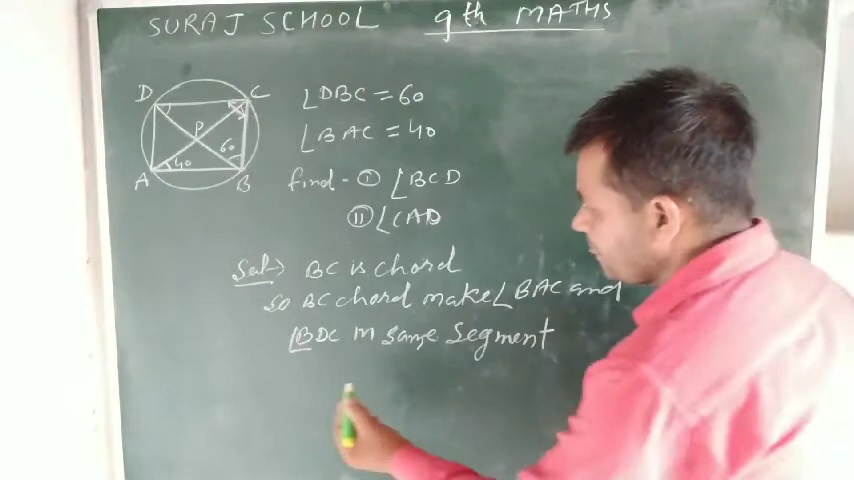 SURAJ SCHOOL 9th MATHS
D C
P
60
40
A B
∠DBC = 60
∠BAC = 40
find - ① ∠BCD
② ∠CAD
Sol→ BC is chord
so BC chord make ∠BAC and
∠BDC in same segment